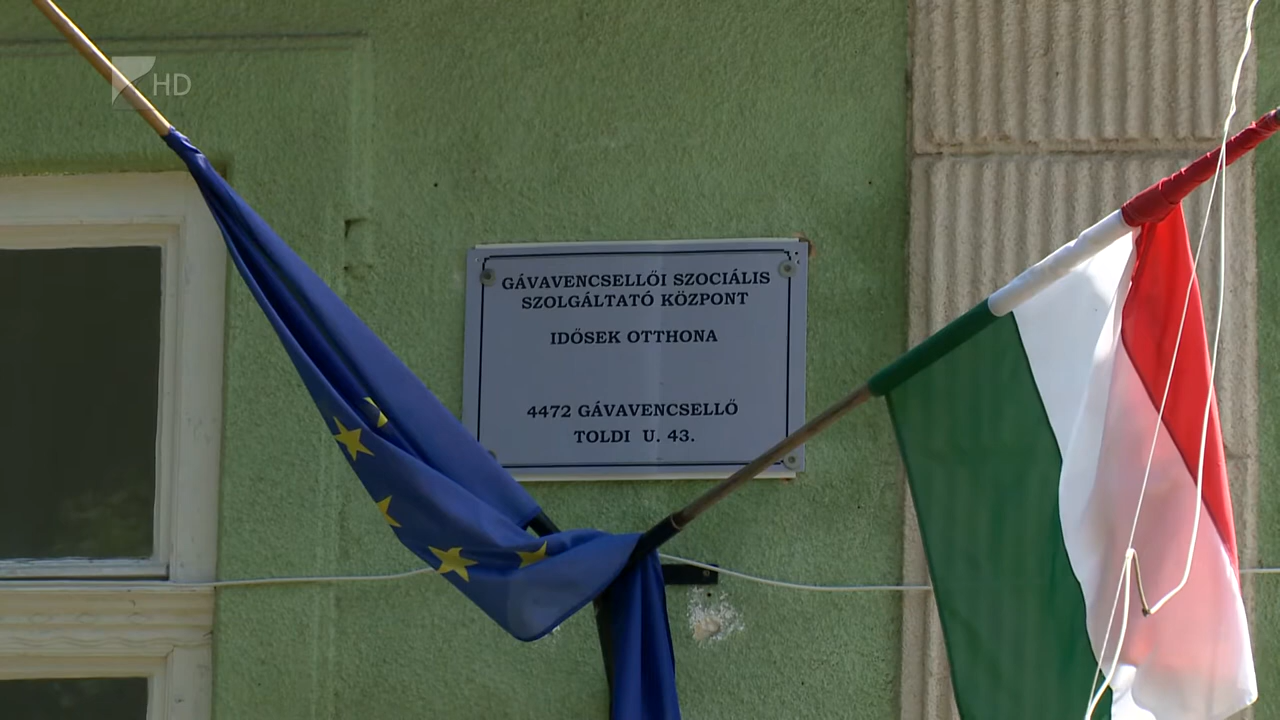 HD
GÁVAVENCSELLŐI SZOCIÁLIS
SZOLGÁLTATÓ KÖZPONT
IDŐSEK OTTHONA
4472 GÁVAVENCSELLŐ
TOLDI U. 43.